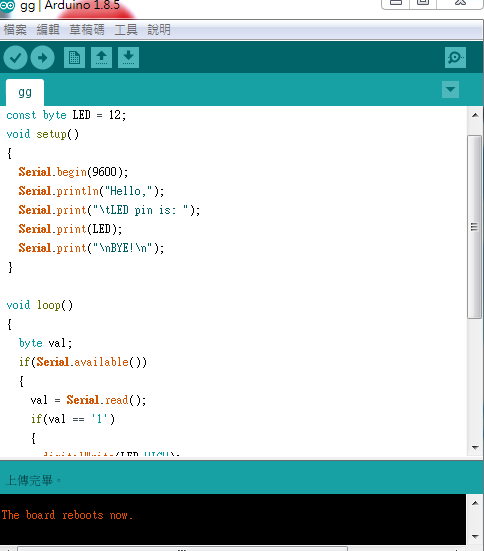 gg | Arduino 1.8.5
檔案 編輯 草稿碼 工具 說明
gg
const byte LED = 12;
void setup()
{
  Serial.begin(9600);
  Serial.println("Hello,");
  Serial.print("\tLED pin is: ");
  Serial.print(LED);
  Serial.print("\nBYE!\n");
}
void loop()
{
  byte val;
  if(Serial.available())
  {
    val = Serial.read();
    if(val == '1')
    {
      digitalWrite(LED,HIGH);
上傳完畢。
The board reboots now.